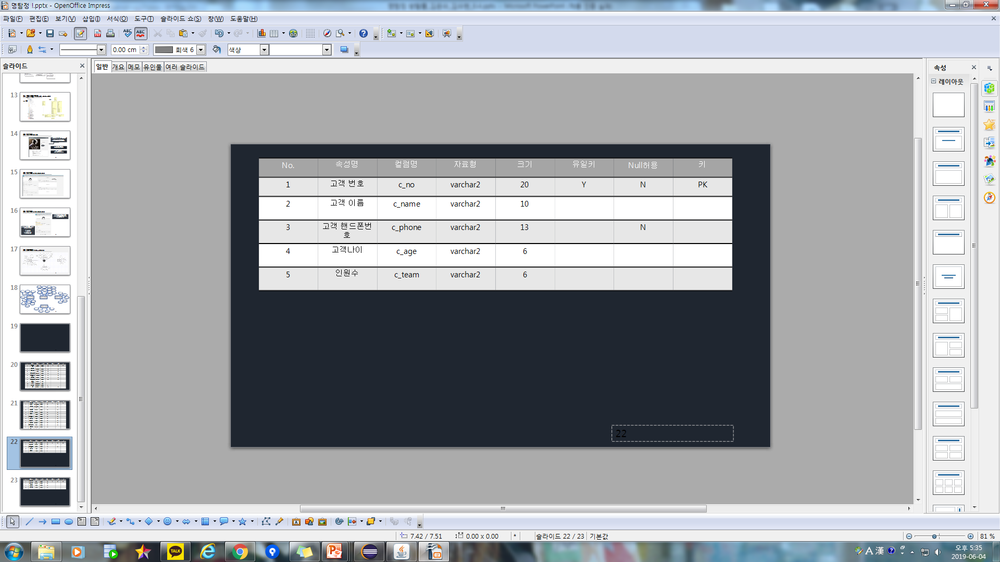 명탐정 !.pptx - OpenOffice Impress
파일(F) 편집(E) 보기(V) 삽입(I) 서식(O) 도구(T) 슬라이드 쇼(S) 창(W) 도움말(H)
0.00 cm 회색 6 색상
슬라이드
일반 개요 메모 유인물 여러 슬라이드
속성
레이아웃
13
14
15
16
17
18
19
20
21
22
23
No. 속성명 컬럼명 자료형 크기 유일키 Null허용 키
1 고객 번호 c_no varchar2 20 Y N PK
2 고객 이름 c_name varchar2 10
3 고객 핸드폰번호 c_phone varchar2 13 N
4 고객나이 c_age varchar2 6
5 인원수 c_team varchar2 6
22
7.42 / 7.51 0.00 x 0.00 * 슬라이드 22 / 23 기본값 81 %
TALK
A 漢
오후 5:35
2019-06-04